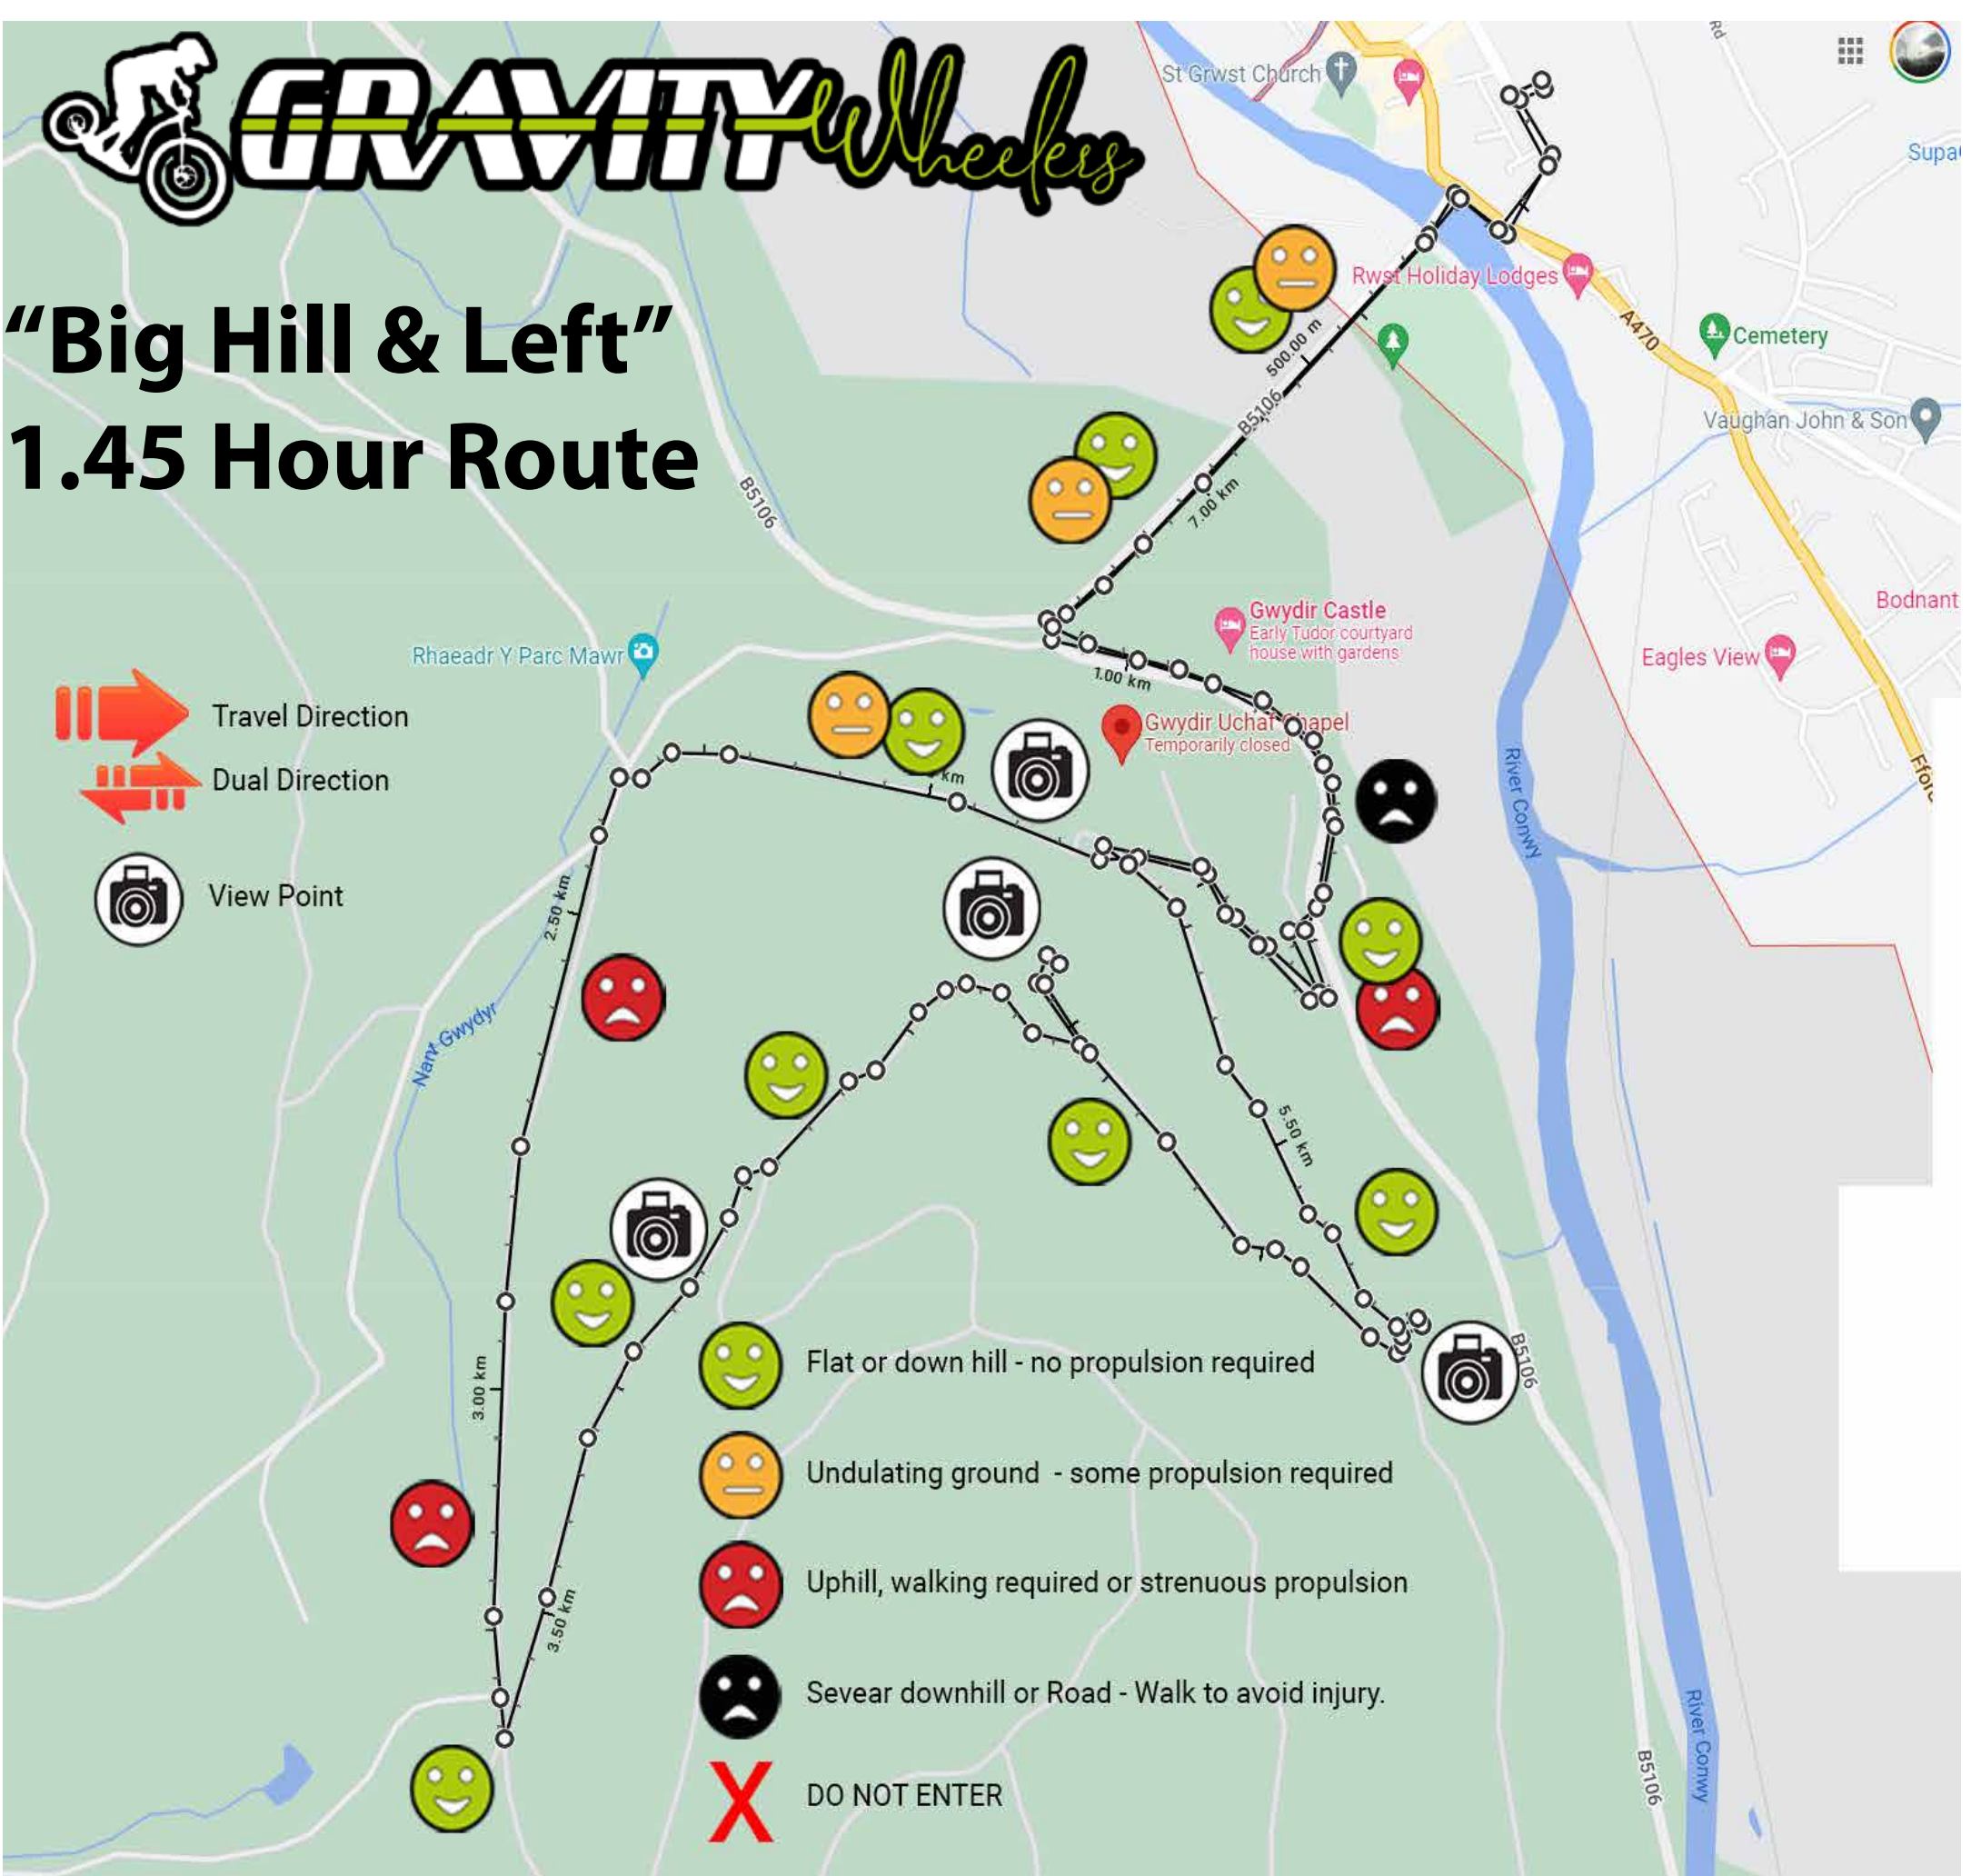 GRAVITY Wheelers
"Big Hill & Left"
1.45 Hour Route
St Grwst Church
Rd
Supa
Rwst Holiday Lodges
A470
Cemetery
500.00 m
B5106
Vaughan John & Son
B5106
7.00 km
Bodnant
Gwydir Castle
Early Tudor courtyard
house with gardens
Eagles View
Rhaeadr Y Parc Mawr
1.00 km
Travel Direction
Gwydir Uchaf Chapel
Temporarily closed
Dual Direction
km
River Conwy
Ffor
View Point
2.50 km
Nant Gwydyr
5.50 km
3.00 km
B5106
Flat or down hill - no propulsion required
Undulating ground - some propulsion required
3.50 km
Uphill, walking required or strenuous propulsion
Sevear downhill or Road - Walk to avoid injury.
River Conwy
B5106
X DO NOT ENTER